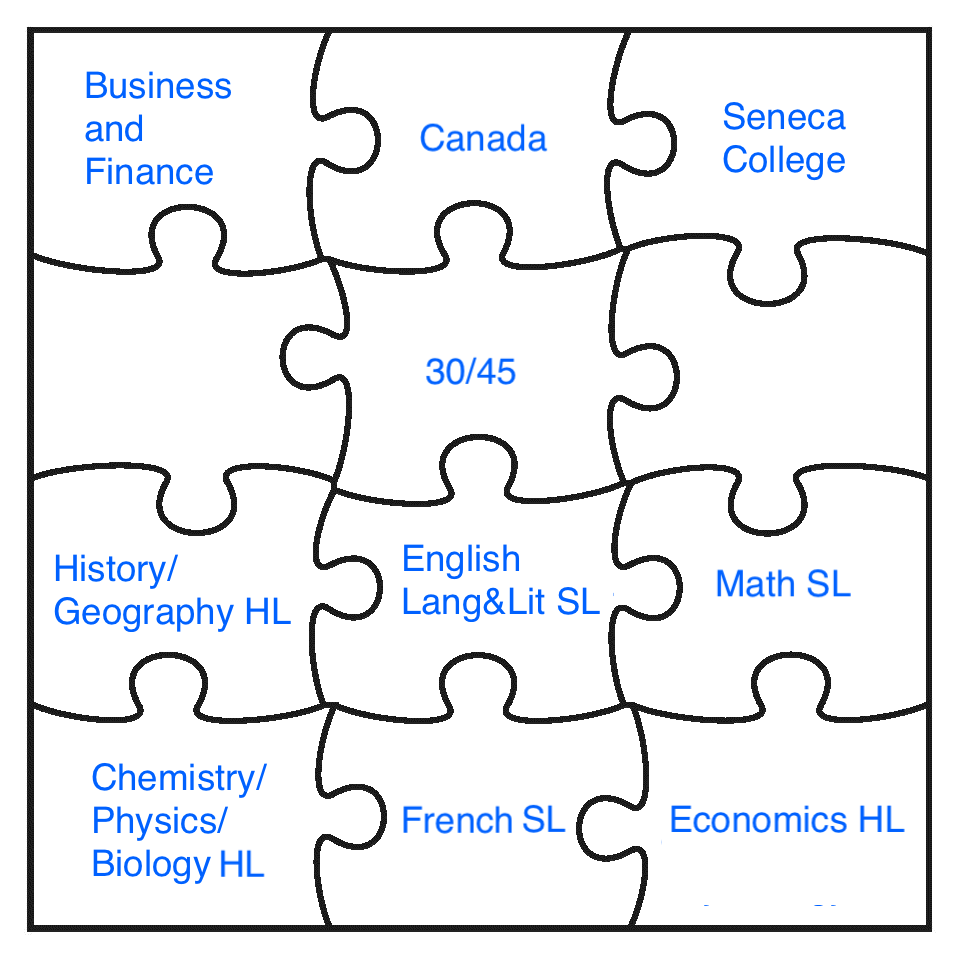 Business
and
Finance
Canada
Seneca
College
30/45
History/
Geography HL
English
Lang&Lit SL
Math SL
Chemistry/
Physics/
Biology HL
French SL
Economics HL